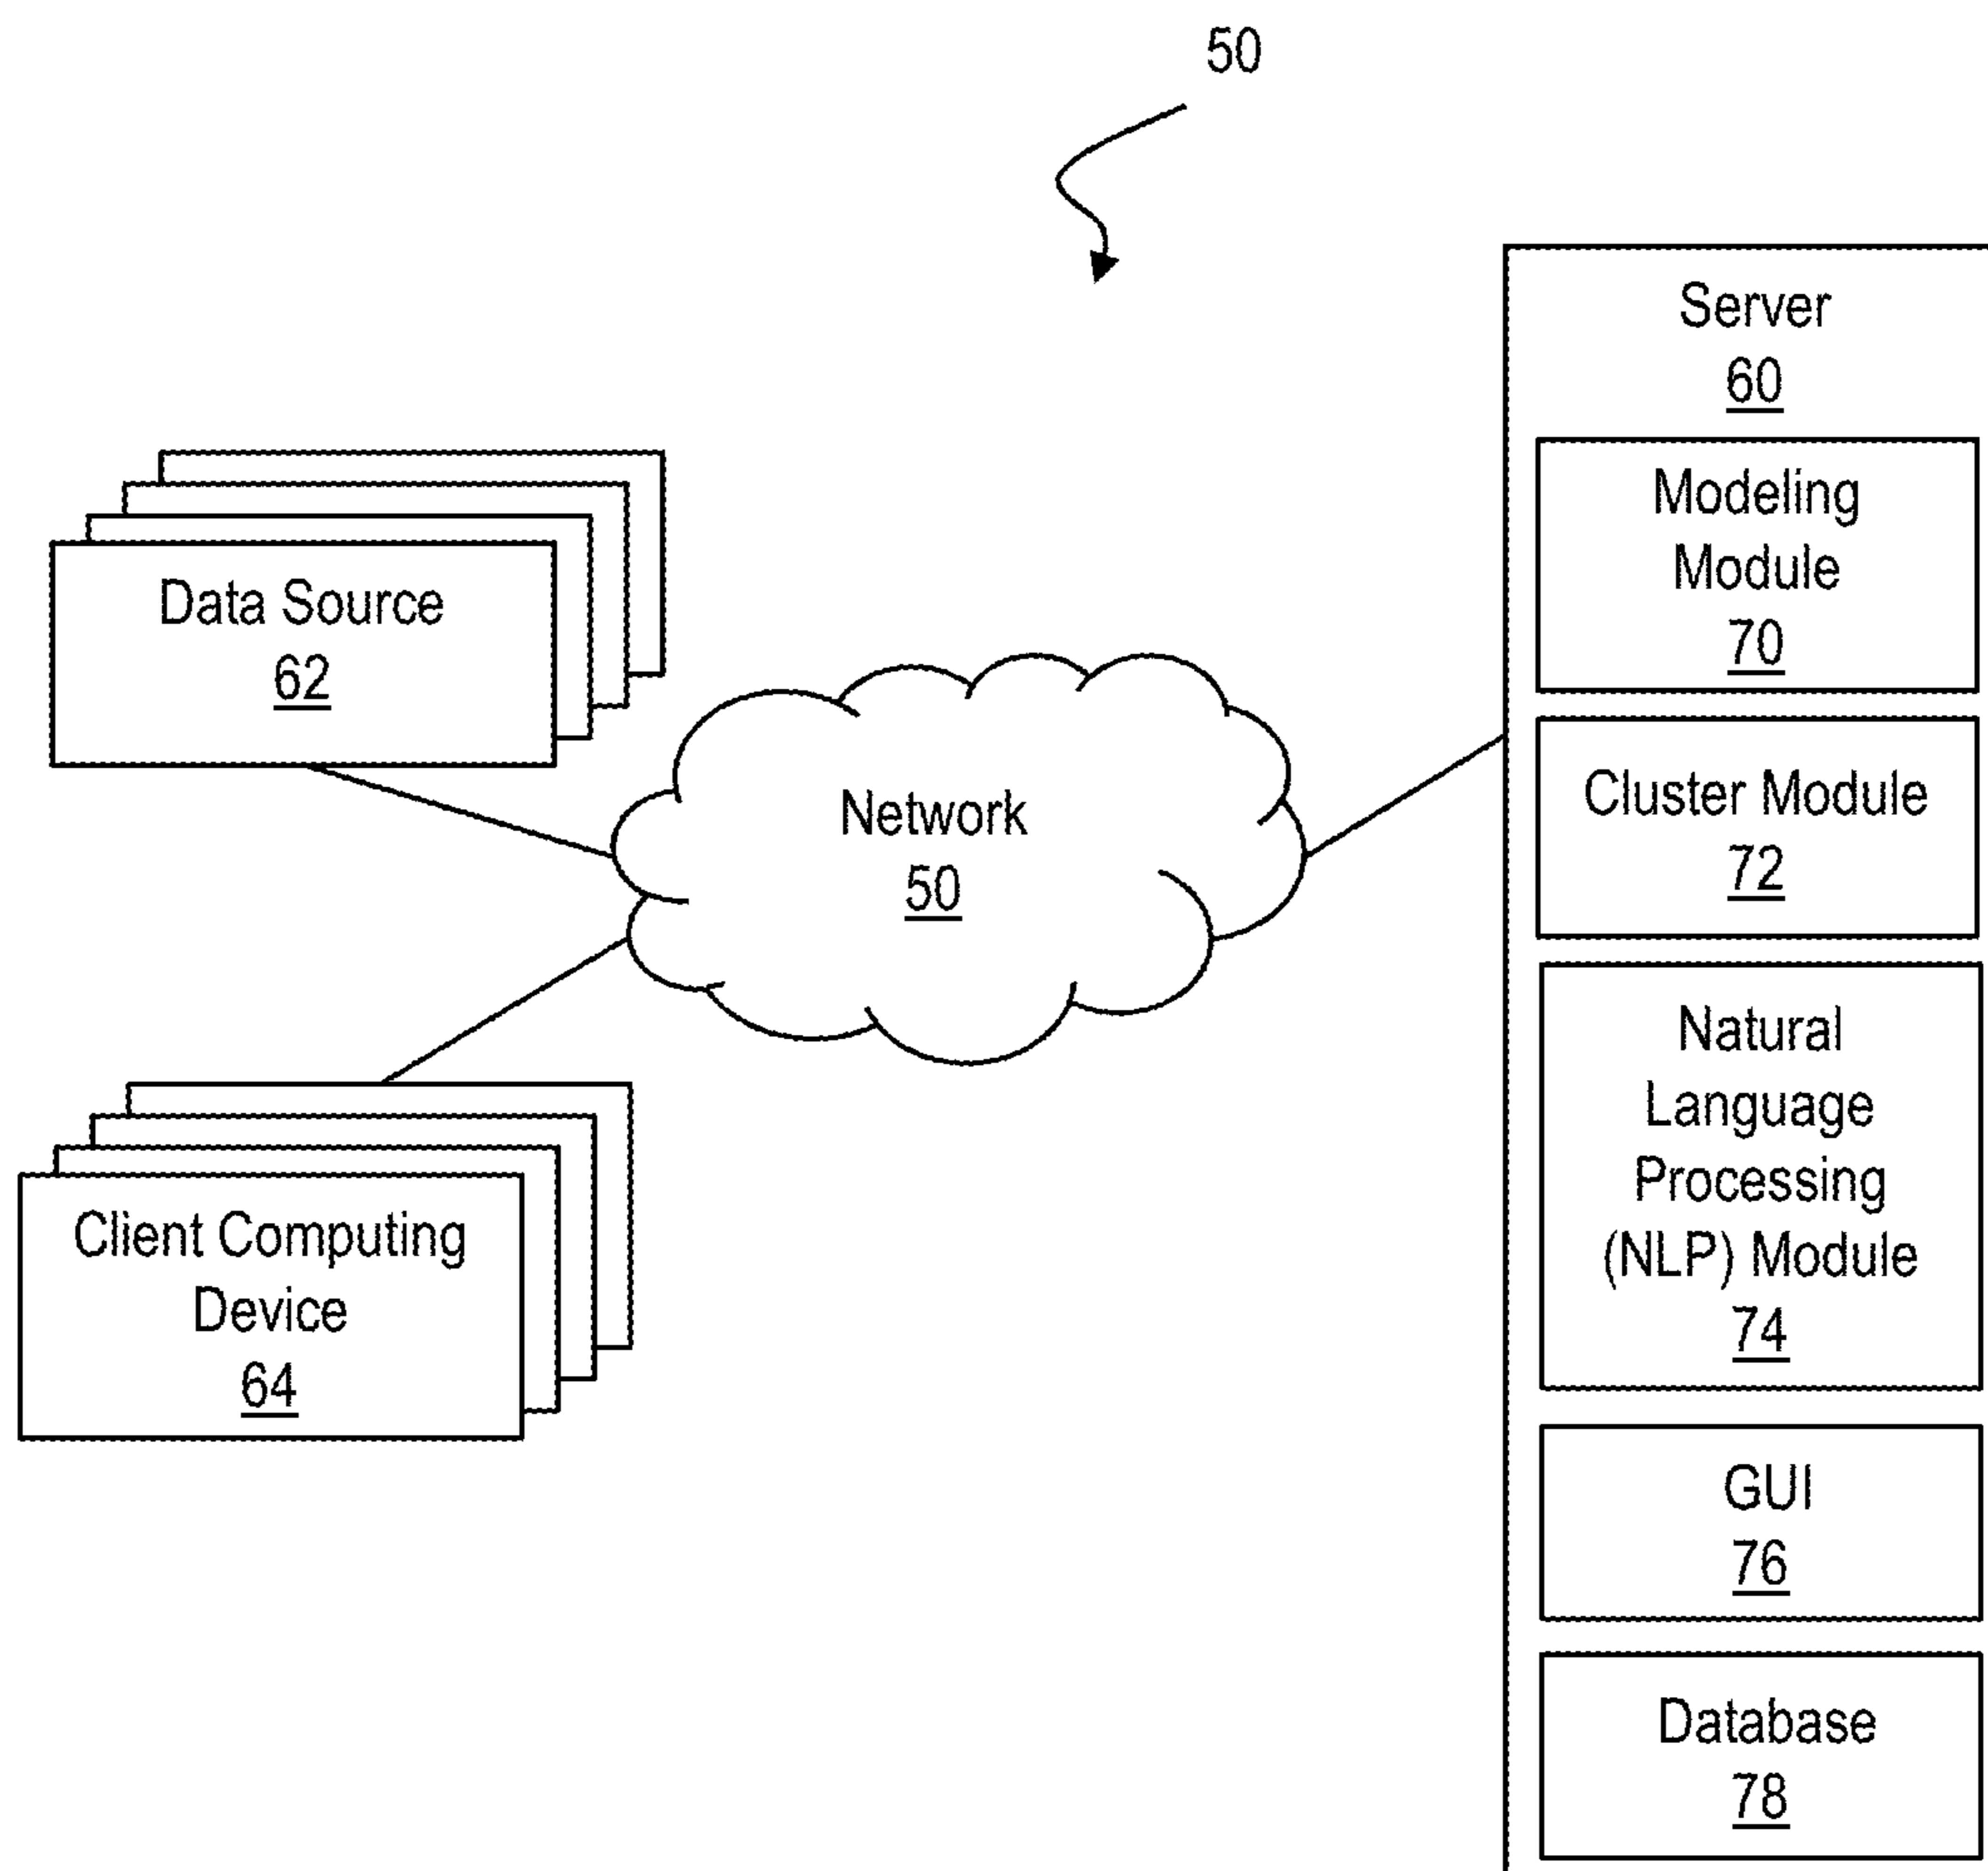 50
Server
60
Modeling
Module
70
Cluster Module
72
Natural
Language
Processing
(NLP) Module
74
GUI
76
Database
78
Data Source
62
Network
50
Client Computing
Device
64